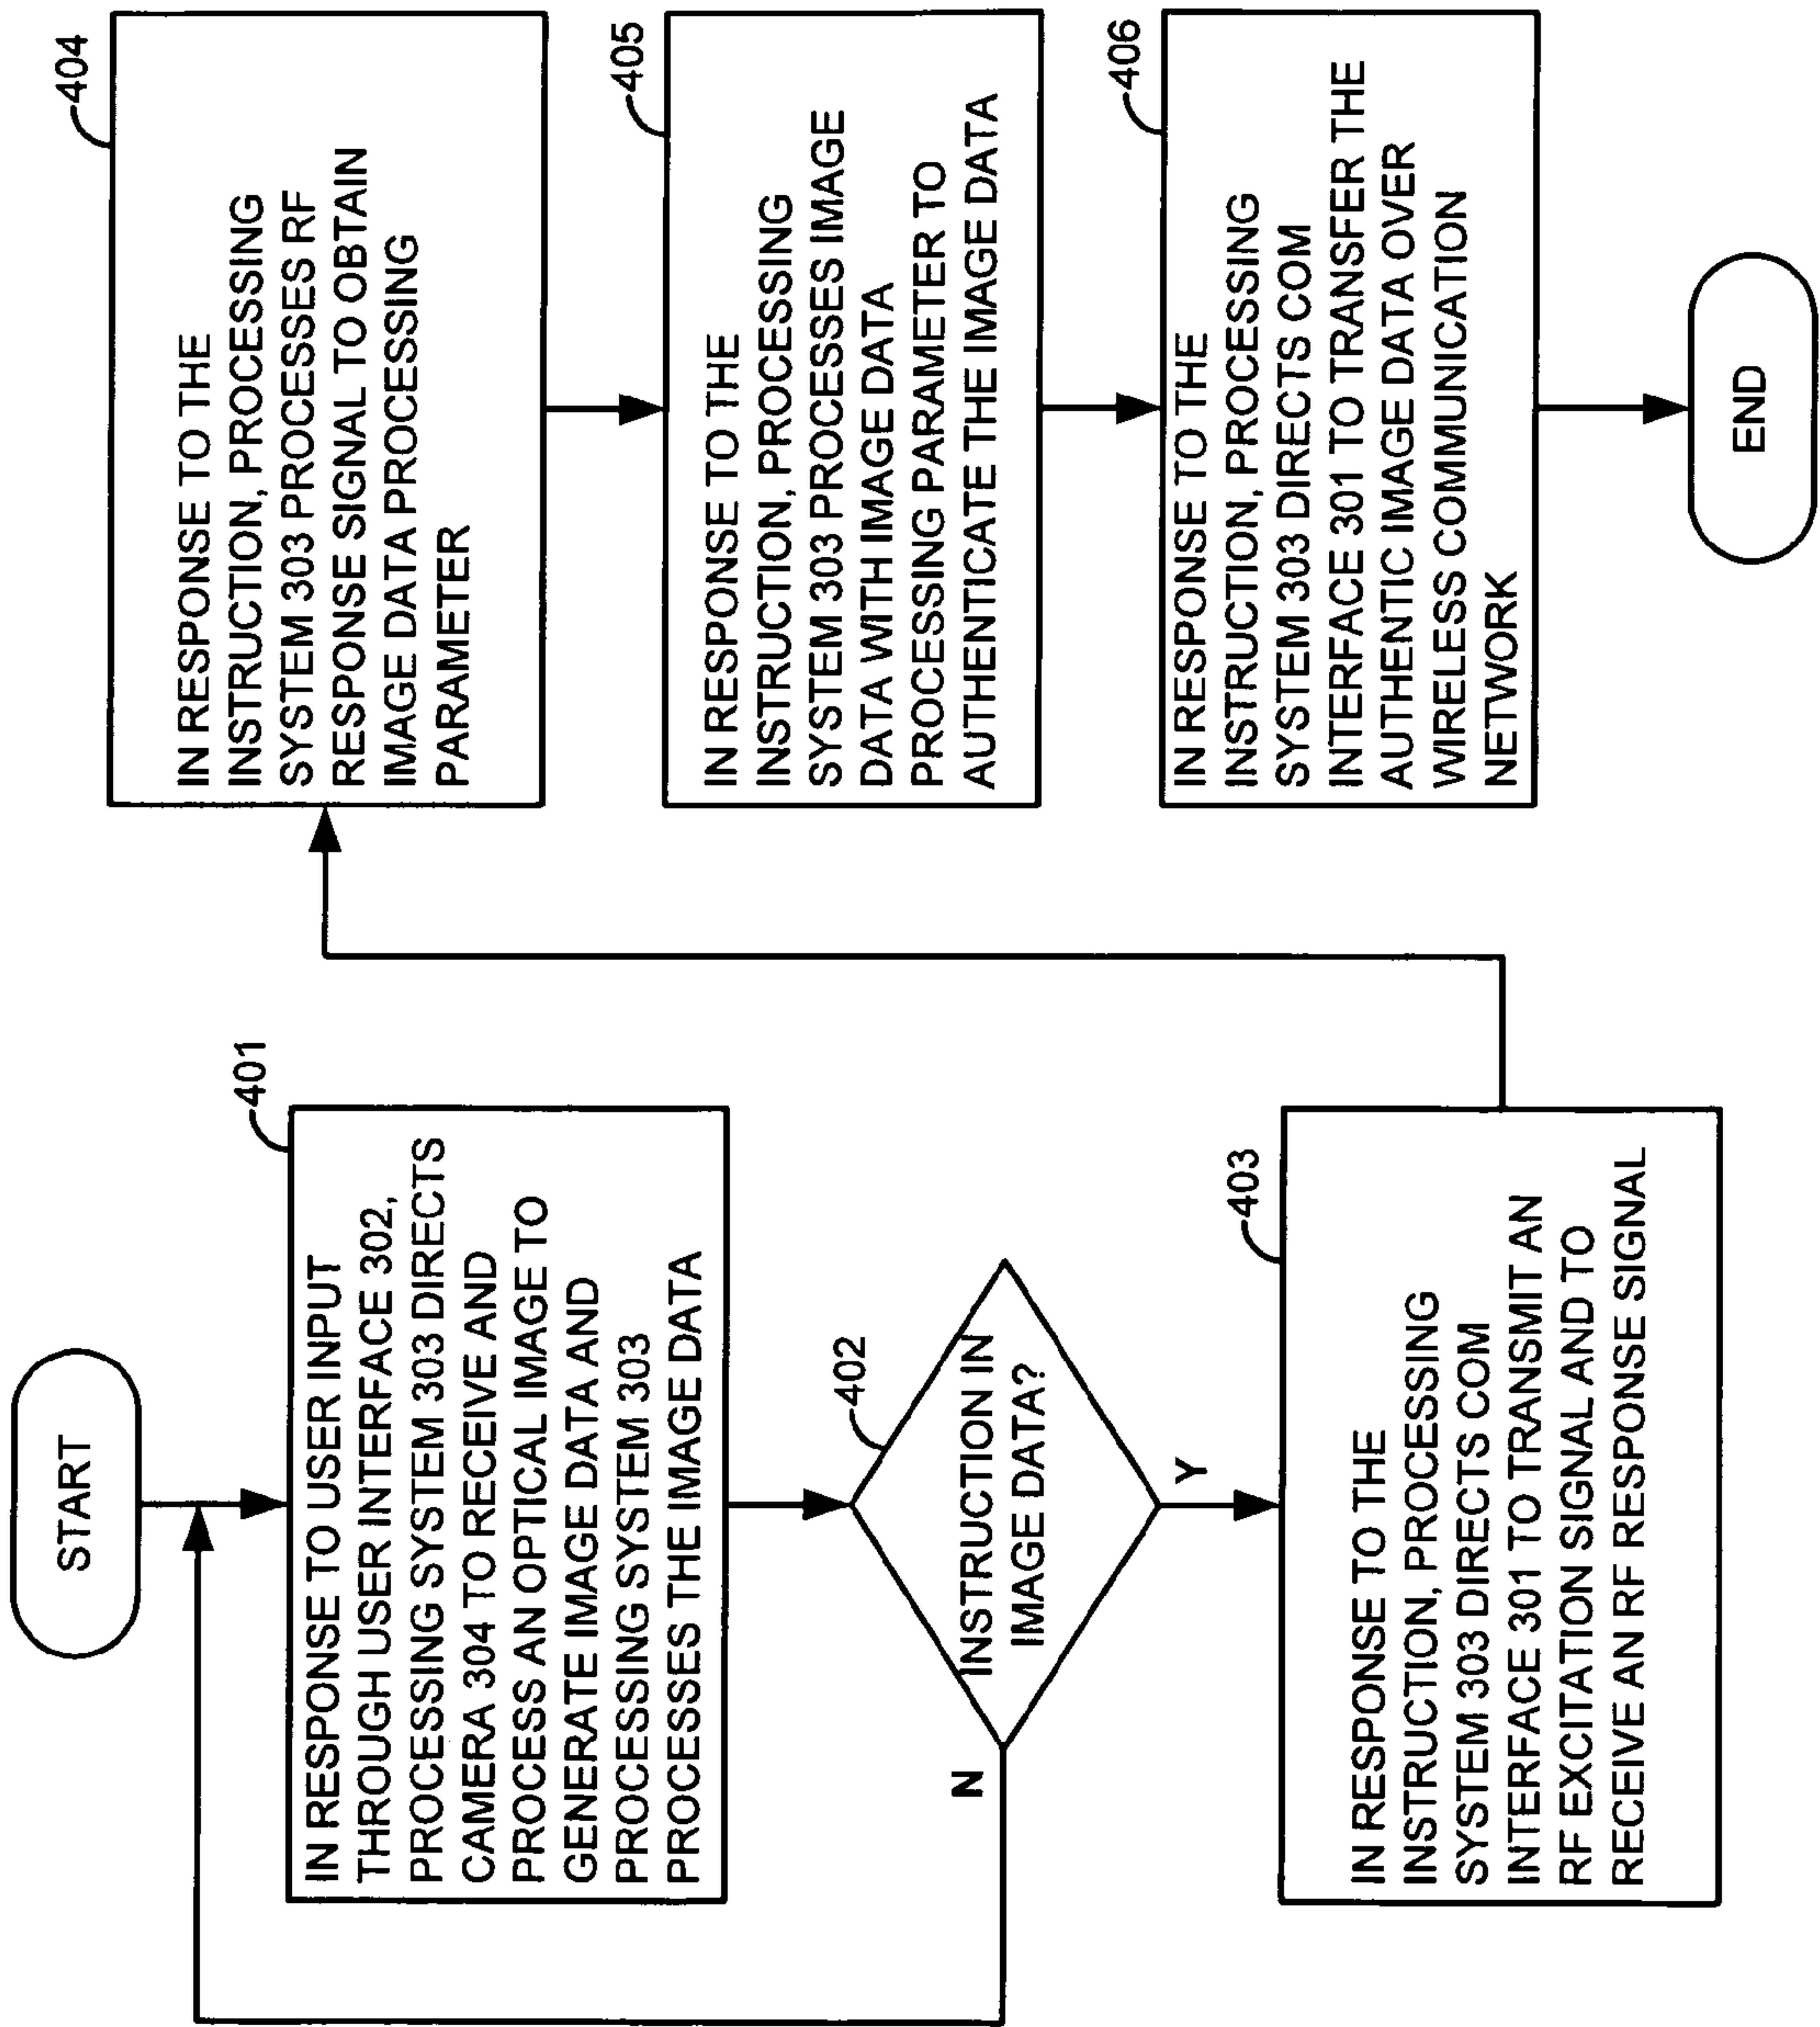 START
401
IN RESPONSE TO USER INPUT
THROUGH USER INTERFACE 302,
PROCESSING SYSTEM 303 DIRECTS
CAMERA 304 TO RECEIVE AND
PROCESS AN OPTICAL IMAGE TO
GENERATE IMAGE DATA AND
PROCESSING SYSTEM 303
PROCESSES THE IMAGE DATA
402
INSTRUCTION IN
IMAGE DATA?
N
Y
403
IN RESPONSE TO THE
INSTRUCTION, PROCESSING
SYSTEM 303 DIRECTS COM
INTERFACE 301 TO TRANSMIT AN
RF EXCITATION SIGNAL AND TO
RECEIVE AN RF RESPONSE SIGNAL
404
IN RESPONSE TO THE
INSTRUCTION, PROCESSING
SYSTEM 303 PROCESSES RF
RESPONSE SIGNAL TO OBTAIN
IMAGE DATA PROCESSING
PARAMETER
405
IN RESPONSE TO THE
INSTRUCTION, PROCESSING
SYSTEM 303 PROCESSES IMAGE
DATA WITH IMAGE DATA
PROCESSING PARAMETER TO
AUTHENTICATE THE IMAGE DATA
406
IN RESPONSE TO THE
INSTRUCTION, PROCESSING
SYSTEM 303 DIRECTS COM
INTERFACE 301 TO TRANSFER THE
AUTHENTIC IMAGE DATA OVER
WIRELESS COMMUNICATION
NETWORK
END